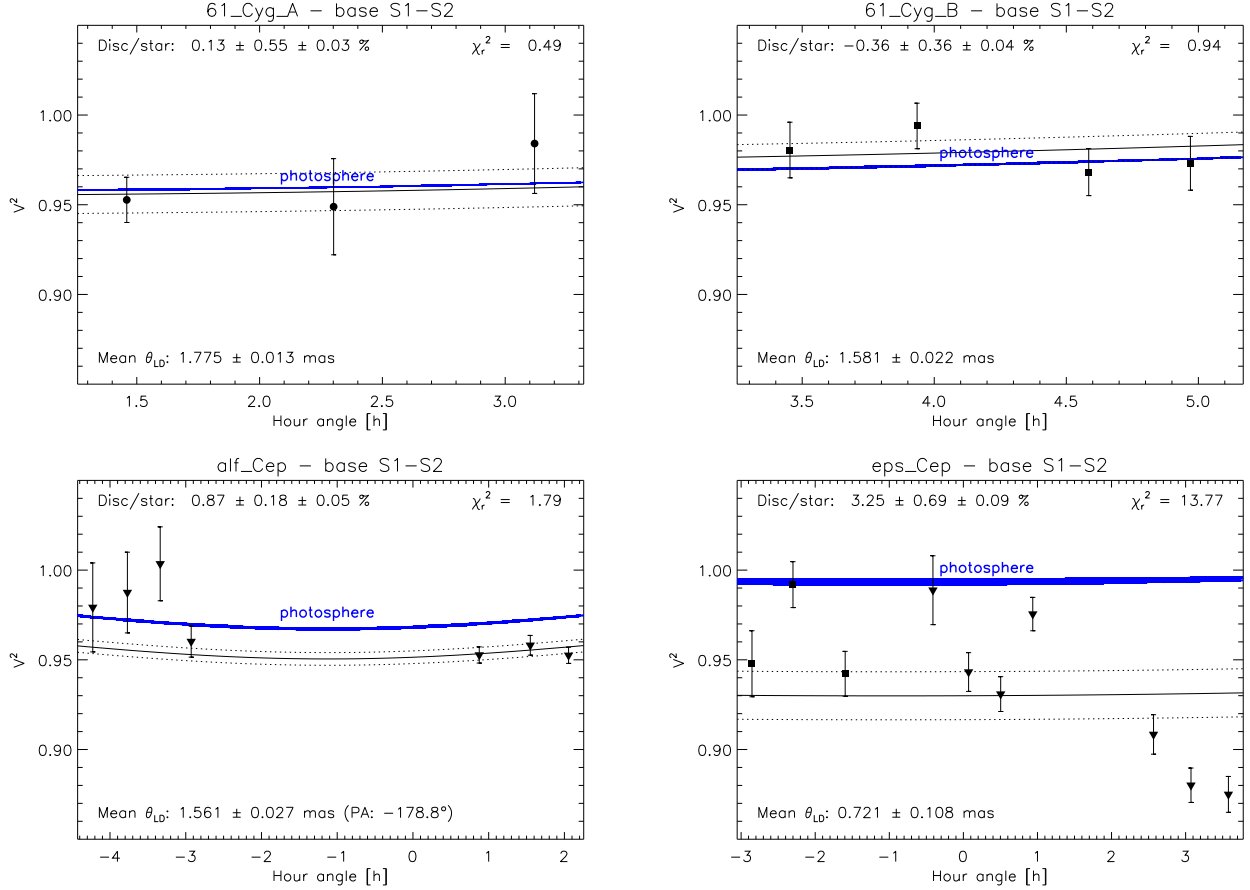 61_Cyg_A − base S1−S2
Disc/star: 0.13 ± 0.55 ± 0.03 % χr² = 0.49
1.00
0.95
0.90
V²
photosphere
Mean θLD: 1.775 ± 0.013 mas
1.5 2.0 2.5 3.0
Hour angle [h]
61_Cyg_B − base S1−S2
Disc/star: −0.36 ± 0.36 ± 0.04 % χr² = 0.94
1.00
0.95
0.90
V²
photosphere
Mean θLD: 1.581 ± 0.022 mas
3.5 4.0 4.5 5.0
Hour angle [h]
alf_Cep − base S1−S2
Disc/star: 0.87 ± 0.18 ± 0.05 % χr² = 1.79
1.00
0.95
0.90
V²
photosphere
Mean θLD: 1.561 ± 0.027 mas (PA: −178.8°)
−4 −3 −2 −1 0 1 2
Hour angle [h]
eps_Cep − base S1−S2
Disc/star: 3.25 ± 0.69 ± 0.09 % χr² = 13.77
1.00
0.95
0.90
V²
photosphere
Mean θLD: 0.721 ± 0.108 mas
−3 −2 −1 0 1 2 3
Hour angle [h]